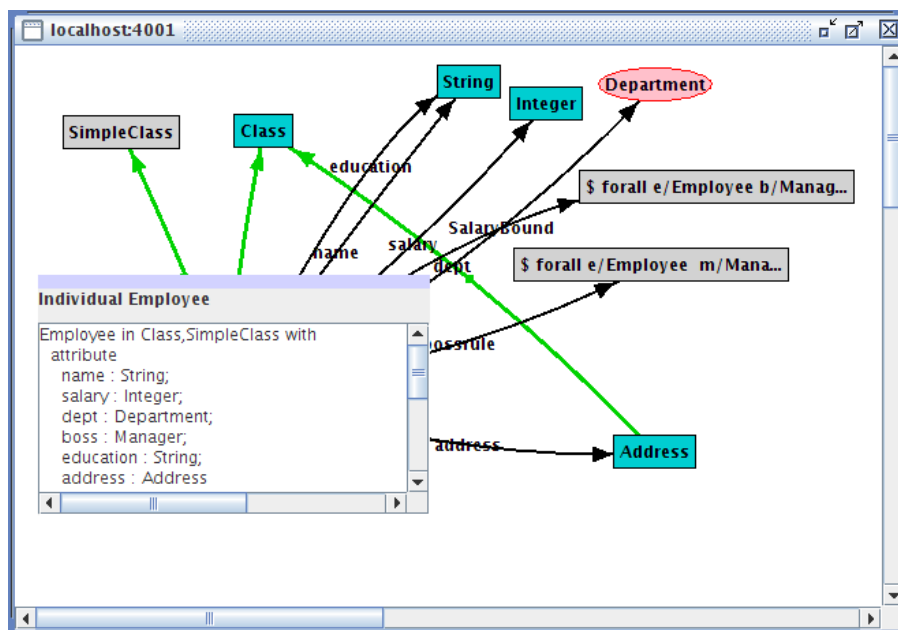 localhost:4001
String
Department
Integer
SimpleClass
Class
education
$ forall e/Employee b/Manag...
SalaryBound
salary
name
dept
$ forall e/Employee m/Mana...
Individual Employee
Employee in Class,SimpleClass with
attribute
name : String;
salary : Integer;
dept : Department;
boss : Manager;
education : String;
address : Address
ossrule
address
Address